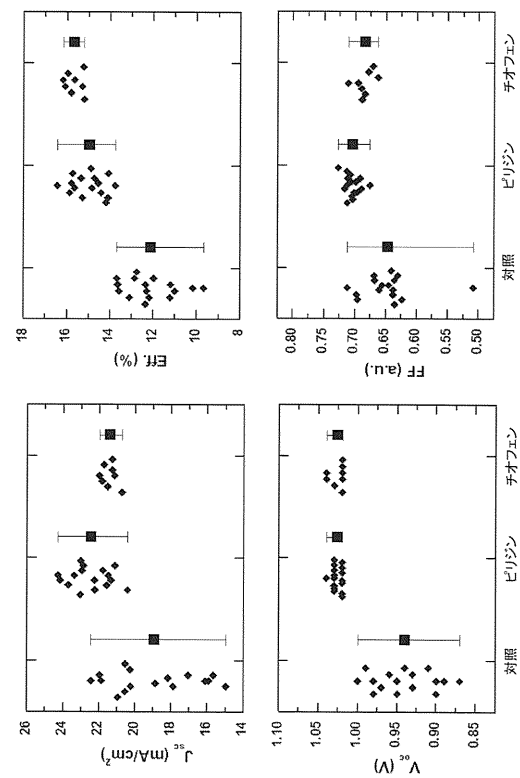 26
24
22
20
18
16
14
J_sc (mA/cm²)
対照
ピリジン
チオフェン
18
16
14
12
10
8
Eff. (%)
対照
ピリジン
チオフェン
1.10
1.05
1.00
0.95
0.90
0.85
V_oc (V)
対照
ピリジン
チオフェン
0.80
0.75
0.70
0.65
0.60
0.55
0.50
FF (a.u.)
対照
ピリジン
チオフェン